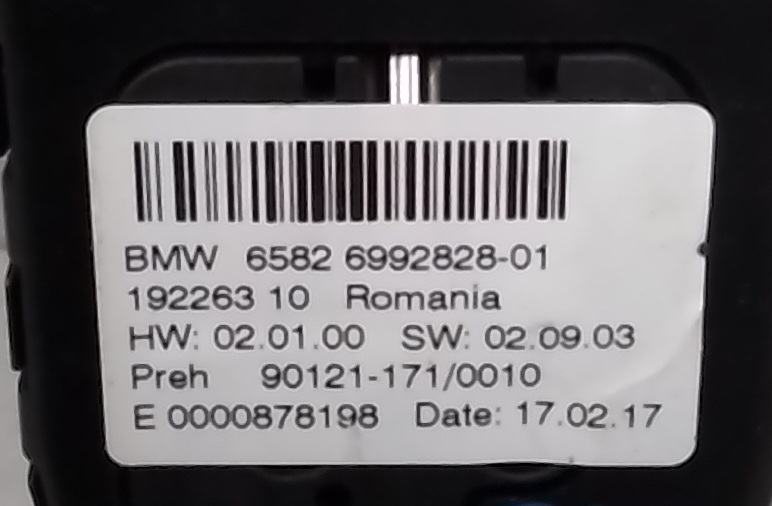 BMW 6582 6992828-01
192263 10 Romania
HW: 02.01.00 SW: 02.09.03
Preh 90121-171/0010
E 0000878198 Date: 17.02.17